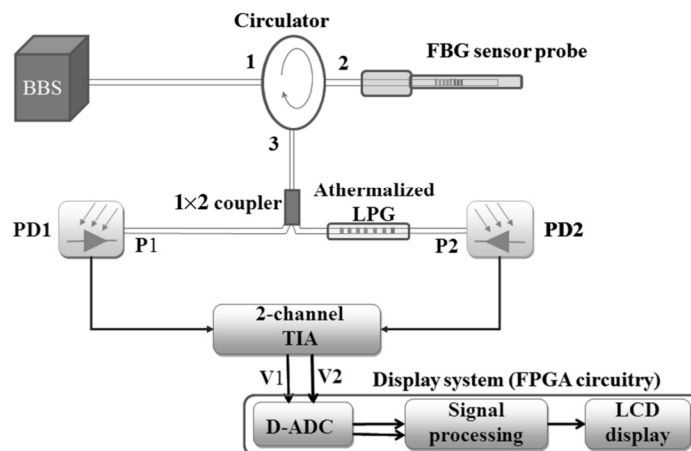 Circulator
1
2
FBG sensor probe
BBS
3
1×2 coupler
Athermalized
LPG
PD1
P1
P2
PD2
2-channel
TIA
V1
V2
Display system (FPGA circuitry)
D-ADC
Signal
processing
LCD
display